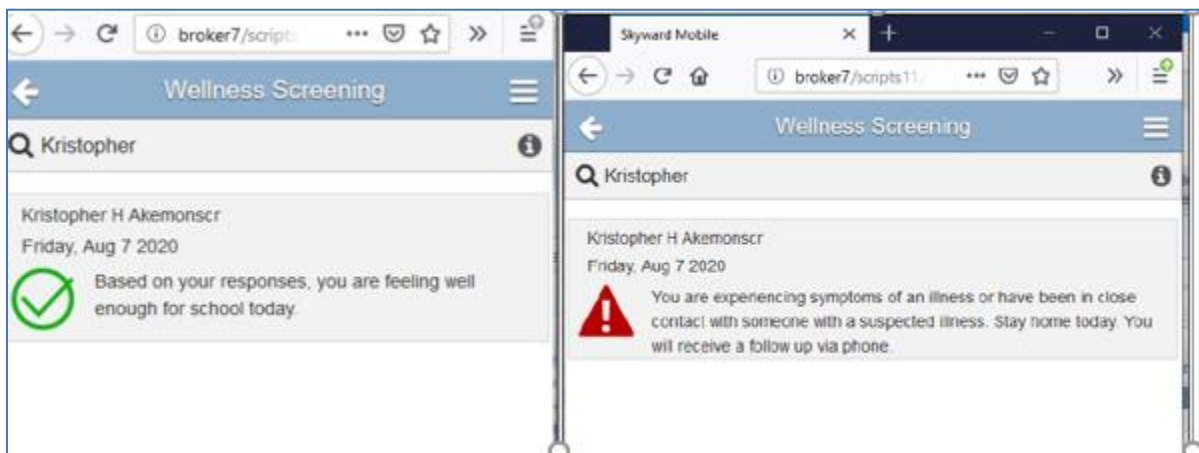 broker7/scripts
Wellness Screening
Kristopher
Kristopher H Akemonscr
Friday, Aug 7 2020
Based on your responses, you are feeling well
enough for school today.
Skyward Mobile
broker7/scripts11
Wellness Screening
Kristopher
Kristopher H Akemonscr
Friday, Aug 7 2020
You are experiencing symptoms of an illness or have been in close
contact with someone with a suspected illness. Stay home today. You
will receive a follow up via phone.